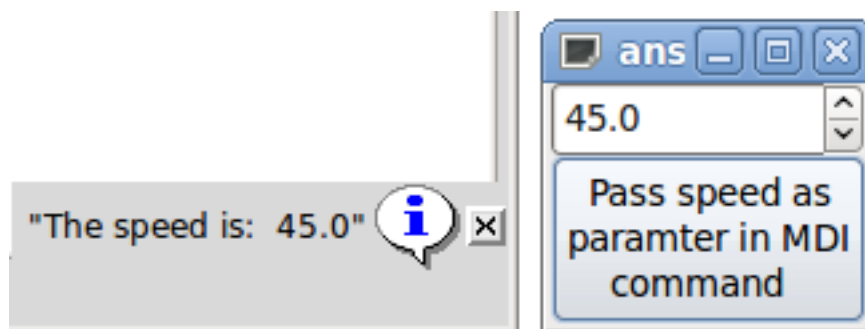 "The speed is:  45.0"
ans
45.0
Pass speed as
paramter in MDI
command